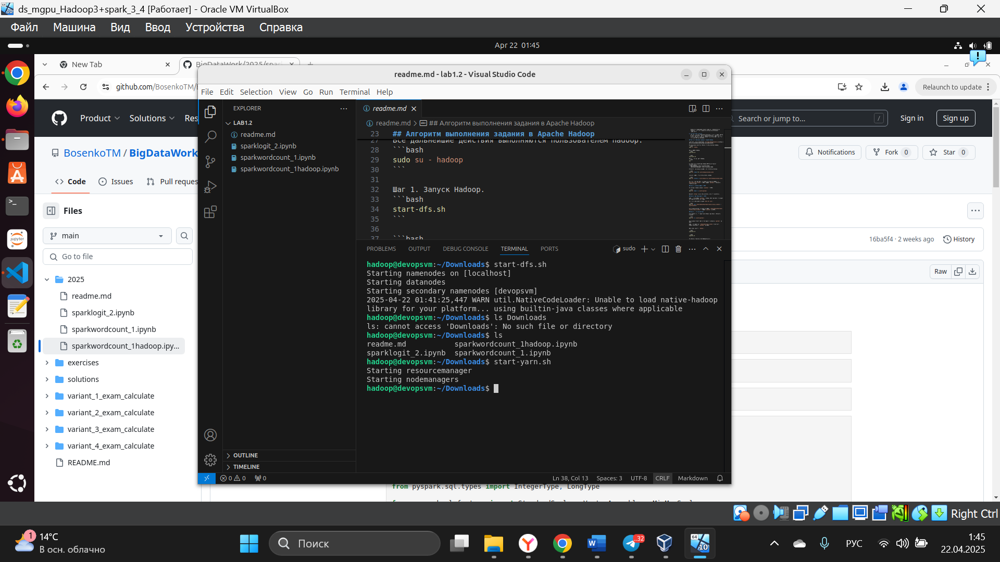 ds_mgpu_Hadoop3+spark_3_4 [Работает] - Oracle VM VirtualBox
Файл Машина Вид Ввод Устройства Справка
Apr 22 01:45
New Tab
BigDataWork/2025/spar
github.com/BosenkoTM/
Relaunch to update
readme.md - lab1.2 - Visual Studio Code
File Edit Selection View Go Run Terminal Help
Product Solutions Res
Search or jump to... /
Sign in
Sign up
BosenkoTM / BigDataWork
Notifications
Fork 0
Star 0
Code Issues Pull reques
Files
main
Go to file
2025
readme.md
sparklogit_2.ipynb
sparkwordcount_1.ipynb
sparkwordcount_1hadoop.ipy...
exercises
solutions
variant_1_exam_calculate
variant_2_exam_calculate
variant_3_exam_calculate
variant_4_exam_calculate
README.md
16ba5f4 · 2 weeks ago
History
Raw
EXPLORER
LAB1.2
readme.md
sparklogit_2.ipynb
sparkwordcount_1.ipynb
sparkwordcount_1hadoop.ipynb
OUTLINE
TIMELINE
readme.md
readme.md > ## Алгоритм выполнения задания в Apache Hadoop
23 ## Алгоритм выполнения задания в Apache Hadoop
27 Все дальнейшие действия выполняются пользователем hadoop.
28 ```bash
29 sudo su - hadoop
30 ```
31
32 Шаг 1. Запуск Hadoop.
33 ```bash
34 start-dfs.sh
35 ```
36
37 ```bash
PROBLEMS OUTPUT DEBUG CONSOLE TERMINAL PORTS
sudo
hadoop@devopsvm:~/Downloads$ start-dfs.sh
Starting namenodes on [localhost]
Starting datanodes
Starting secondary namenodes [devopsvm]
2025-04-22 01:41:25,447 WARN util.NativeCodeLoader: Unable to load native-hadoop
library for your platform... using builtin-java classes where applicable
hadoop@devopsvm:~/Downloads$ ls Downloads
ls: cannot access 'Downloads': No such file or directory
hadoop@devopsvm:~/Downloads$ ls
readme.md sparkwordcount_1hadoop.ipynb
sparklogit_2.ipynb sparkwordcount_1.ipynb
hadoop@devopsvm:~/Downloads$ start-yarn.sh
Starting resourcemanager
Starting nodemanagers
hadoop@devopsvm:~/Downloads$
0 0 0
Ln 38, Col 13 Spaces: 3 UTF-8 CRLF Markdown
from pyspark.sql.types import IntegerType, LongType
Right Ctrl
1
14°C
В осн. облачно
Поиск
..32
64
10
РУС
1:45
22.04.2025